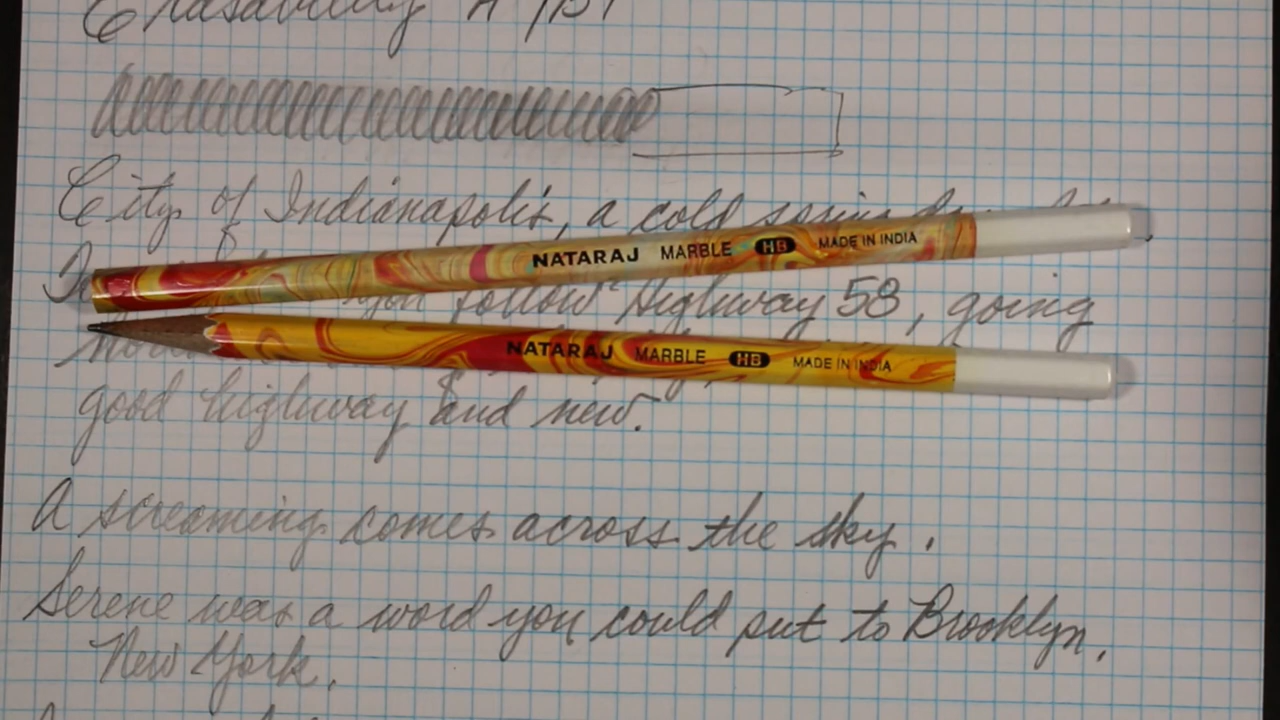 Erasability A
City of Indianapolis, a cold
NATARAJ MARBLE HB MADE IN INDIA
you follow Highway 58, going
NATARAJ MARBLE HB MADE IN INDIA
good highway and new.
A screaming comes across the sky.
Serene was a word you could put to Brooklyn,
New York.